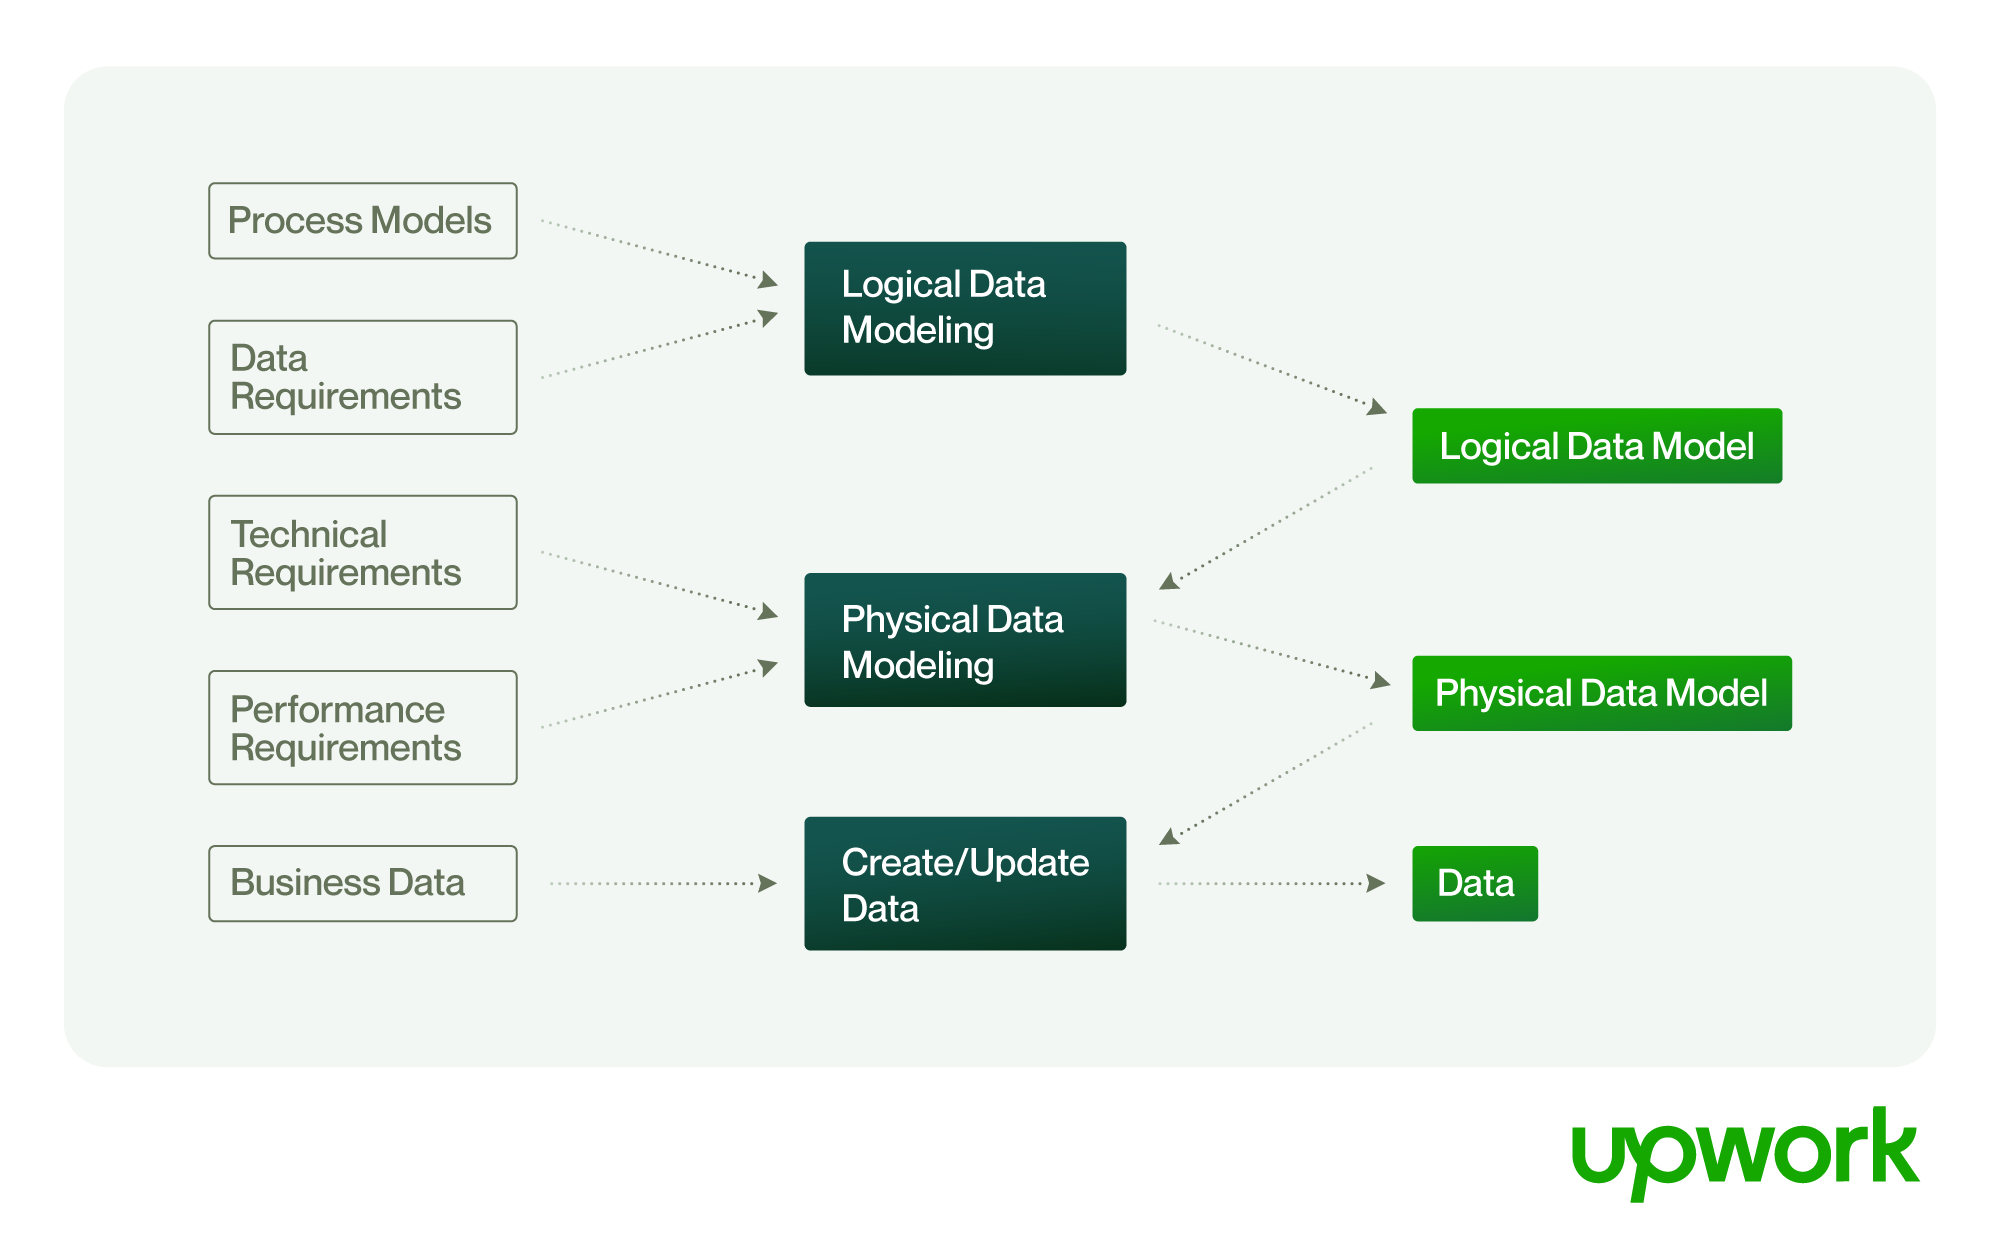 Process Models
Data
Requirements
Technical
Requirements
Performance
Requirements
Business Data
Logical Data
Modeling
Physical Data
Modeling
Create/Update
Data
Logical Data Model
Physical Data Model
Data
upwork